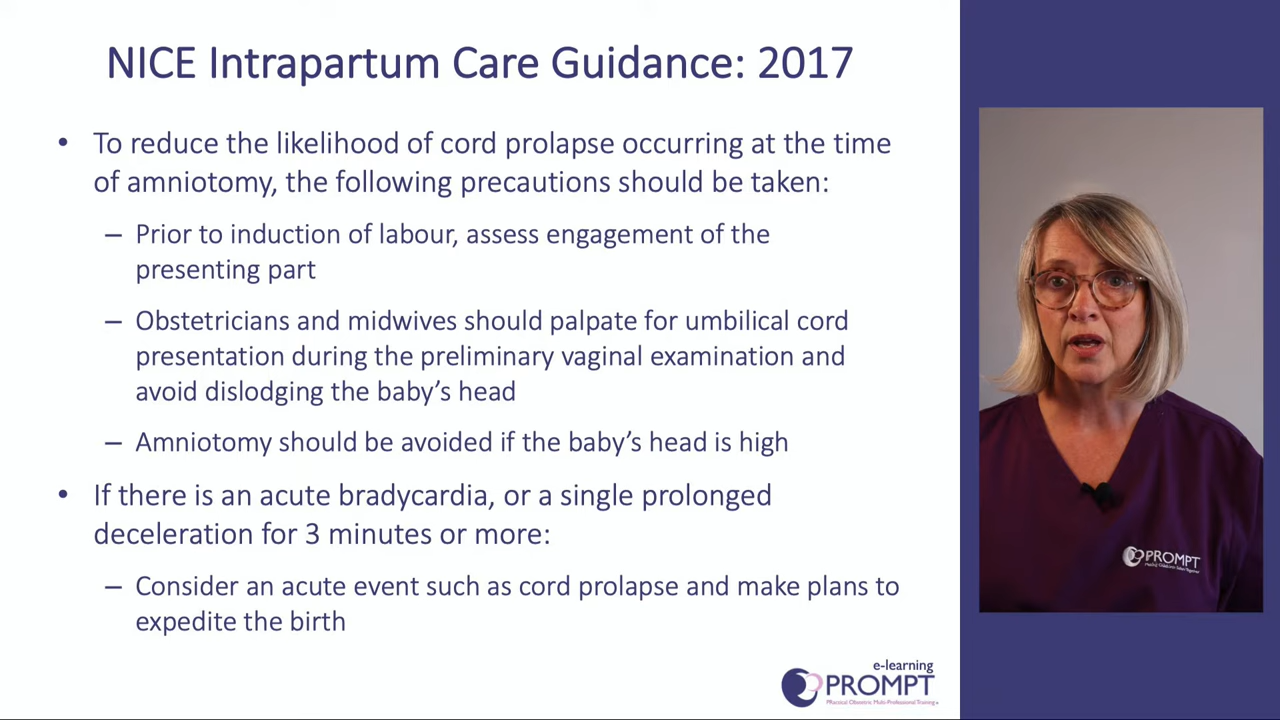 NICE Intrapartum Care Guidance: 2017
• To reduce the likelihood of cord prolapse occurring at the time
of amniotomy, the following precautions should be taken:
– Prior to induction of labour, assess engagement of the
presenting part
– Obstetricians and midwives should palpate for umbilical cord
presentation during the preliminary vaginal examination and
avoid dislodging the baby’s head
– Amniotomy should be avoided if the baby’s head is high
• If there is an acute bradycardia, or a single prolonged
deceleration for 3 minutes or more:
– Consider an acute event such as cord prolapse and make plans to
expedite the birth
e-learning
PROMPT
PRactical Obstetric Multi-Professional Training
PROMPT